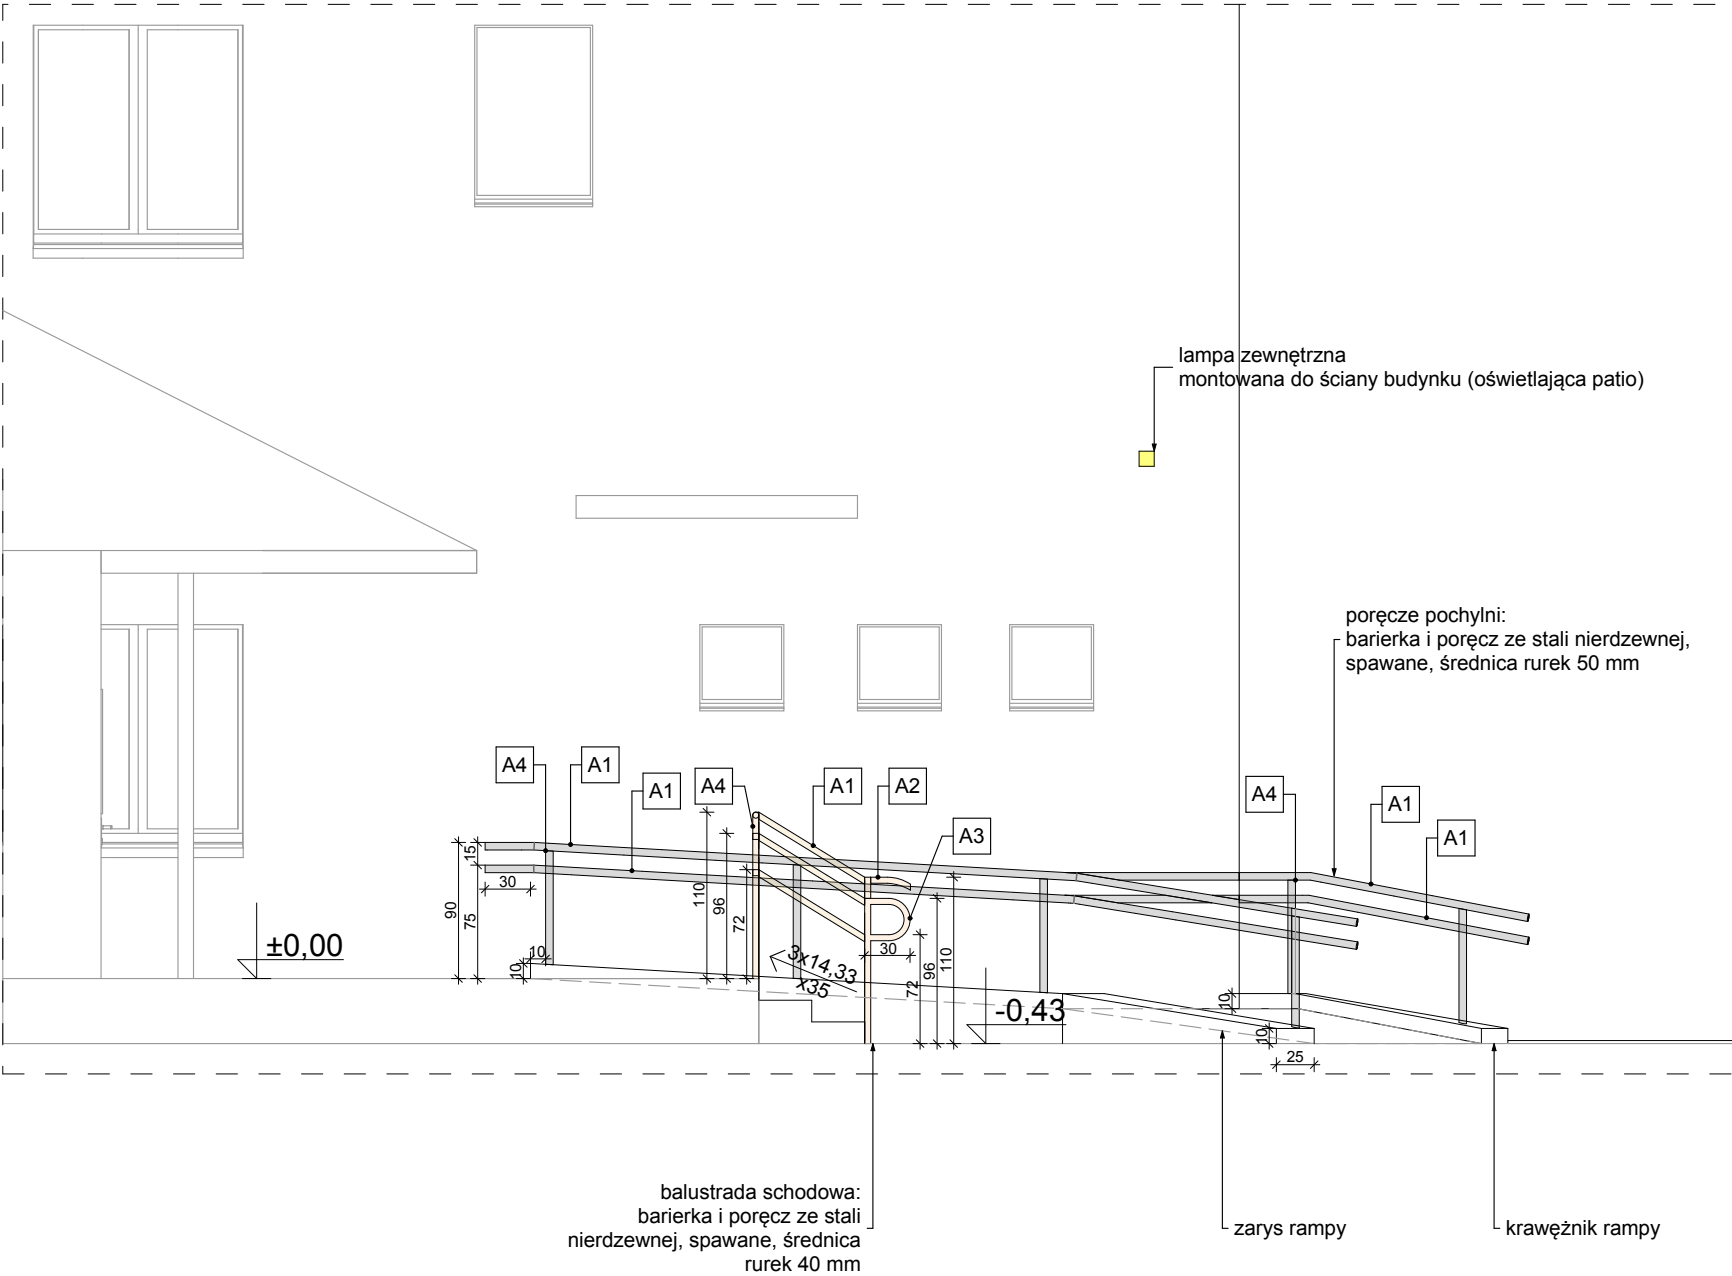 lampa zewnętrzna
montowana do ściany budynku (oświetlająca patio)
poręcze pochylni:
barierka i poręcz ze stali nierdzewnej,
spawane, średnica rurek 50 mm
A4
A1
A1
A4
A1
A2
A3
A4
A1
A1
15
30
90
75
110
96
72
30
10
10
3x14,33
x35
72
96
110
±0,00
-0,43
10
10
25
balustrada schodowa:
barierka i poręcz ze stali
nierdzewnej, spawane, średnica
rurek 40 mm
zarys rampy
krawężnik rampy